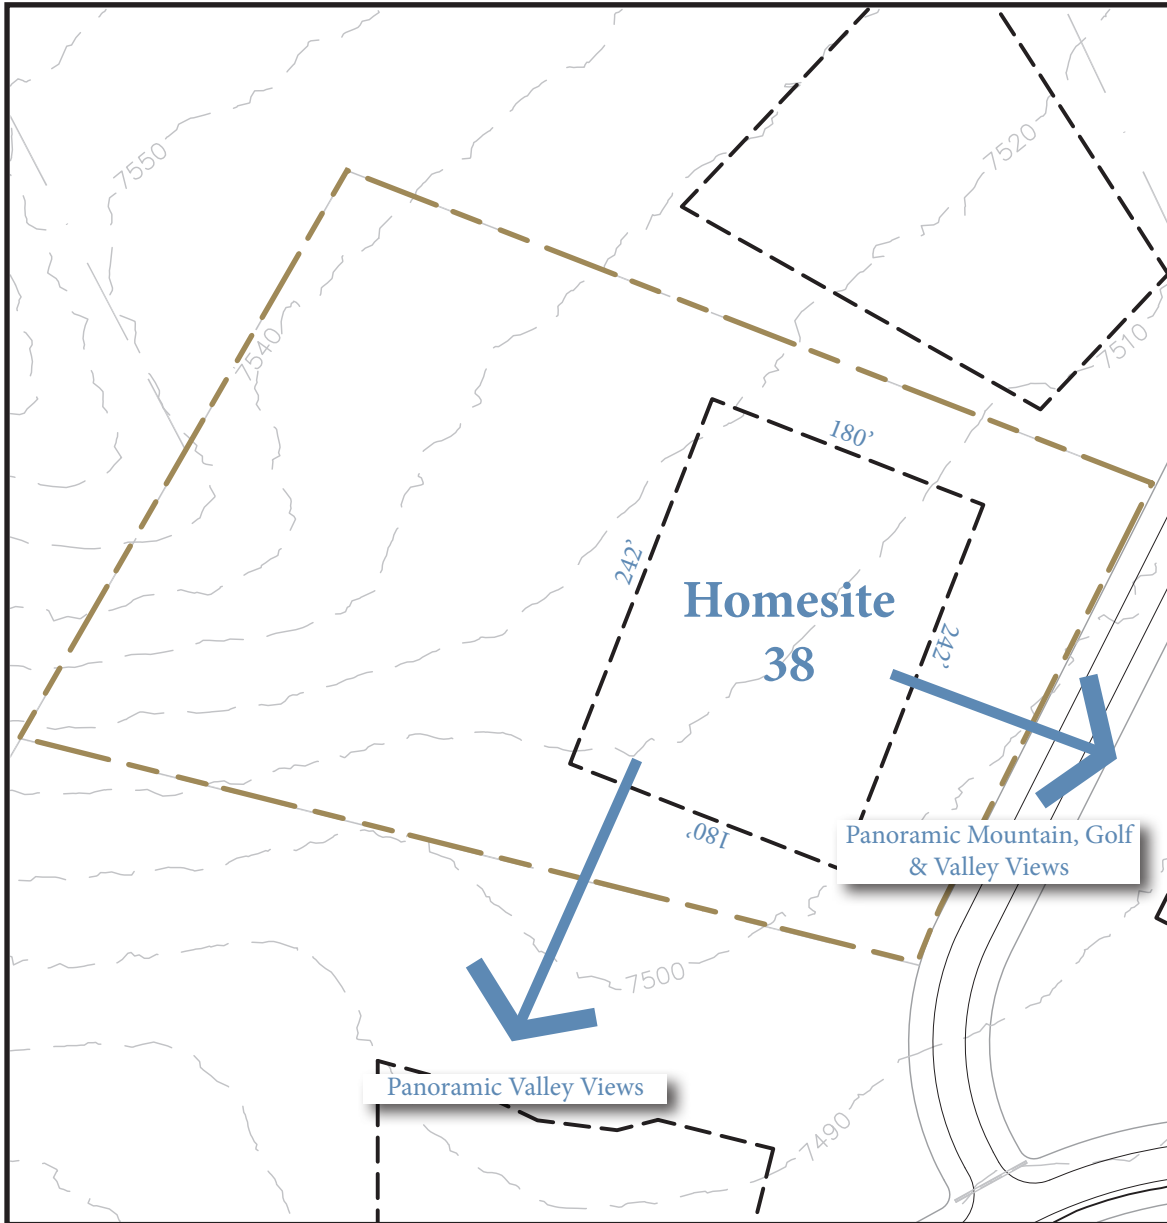 7550
7520
7540
7510
180’
242’
Homesite
38
242’
180’
Panoramic Mountain, Golf
& Valley Views
7500
Panoramic Valley Views
7490